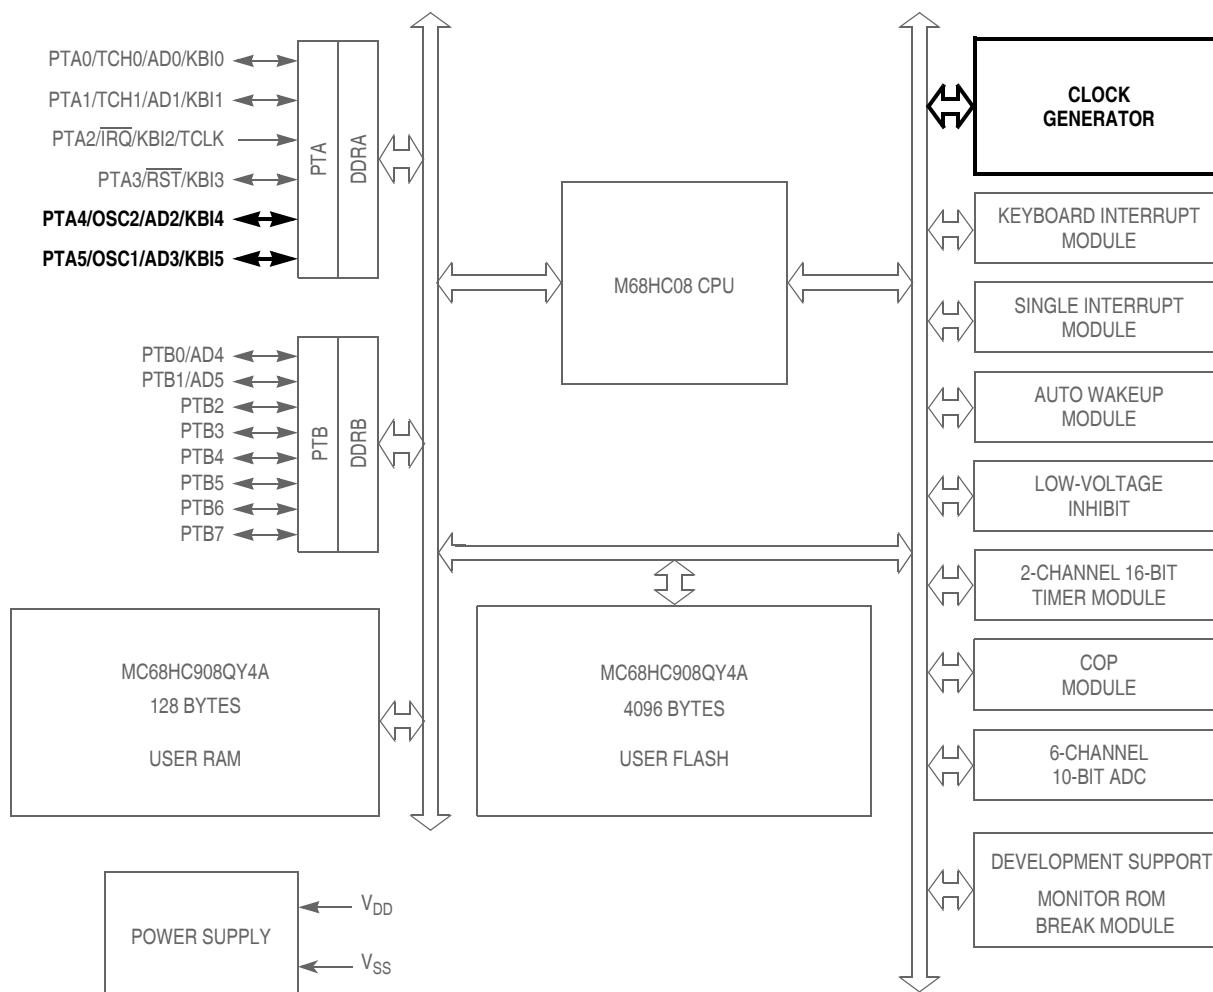 PTA0/TCH0/AD0/KBI0
PTA1/TCH1/AD1/KBI1
PTA2/IRQ/KBI2/TCLK
PTA3/RST/KBI3
PTA4/OSC2/AD2/KBI4
PTA5/OSC1/AD3/KBI5
PTA
DDRA
PTB0/AD4
PTB1/AD5
PTB2
PTB3
PTB4
PTB5
PTB6
PTB7
PTB
DDRB
M68HC08 CPU
MC68HC908QY4A
128 BYTES
USER RAM
MC68HC908QY4A
4096 BYTES
USER FLASH
POWER SUPPLY
VDD
VSS
CLOCK
GENERATOR
KEYBOARD INTERRUPT
MODULE
SINGLE INTERRUPT
MODULE
AUTO WAKEUP
MODULE
LOW-VOLTAGE
INHIBIT
2-CHANNEL 16-BIT
TIMER MODULE
COP
MODULE
6-CHANNEL
10-BIT ADC
DEVELOPMENT SUPPORT
MONITOR ROM
BREAK MODULE